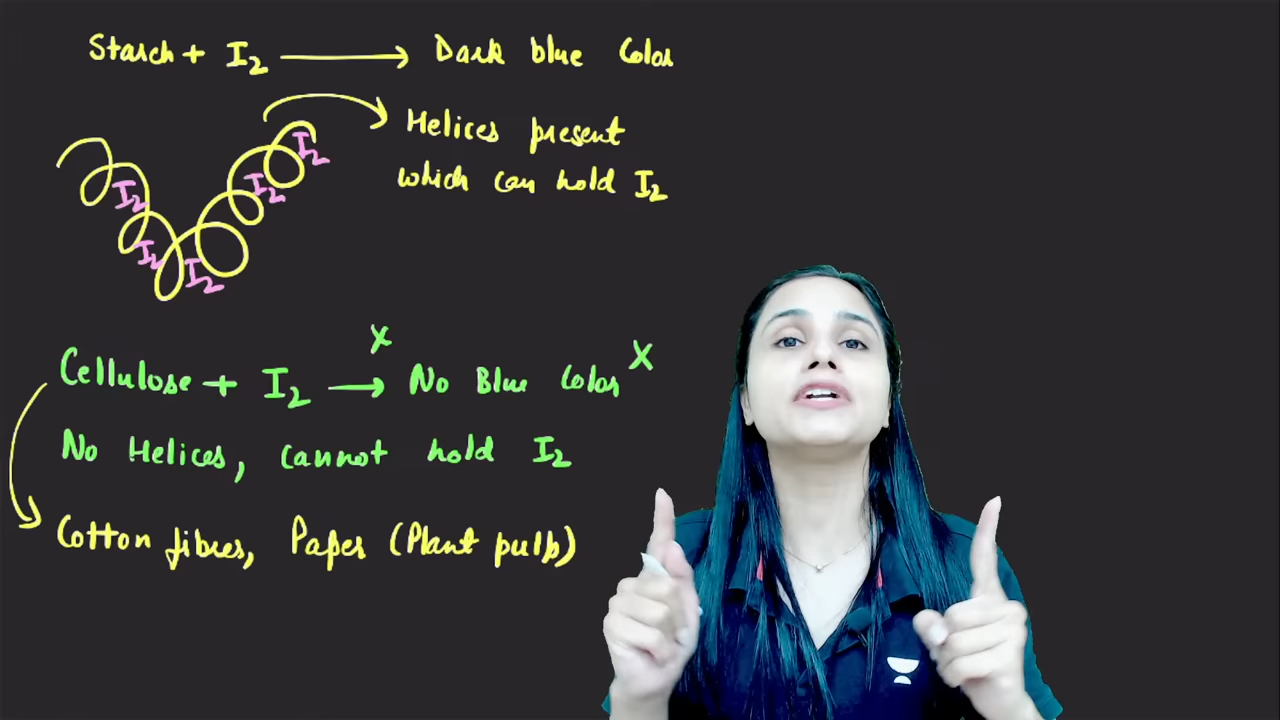 Starch + I2 → Dark blue Color
Helices present
which can hold I2
I2
I2
I2
I2
I2
Cellulose + I2 → x No Blue Color x
No Helices, cannot hold I2
Cotton fibres, Paper (Plant pulp)